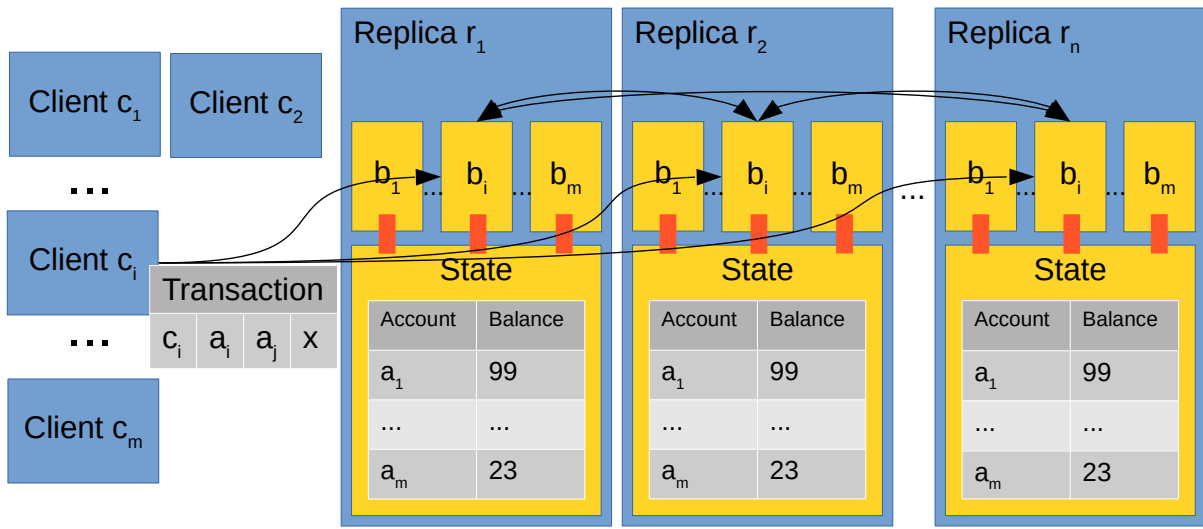 Client c₁
Client c₂
...
Client cᵢ
Transaction
cᵢ aᵢ aⱼ x
...
Client cₘ
Replica r₁
b₁ ... bᵢ ... bₘ
State
Account Balance
a₁ 99
... ...
aₘ 23
Replica r₂
b₁ ... bᵢ ... bₘ
State
Account Balance
a₁ 99
... ...
aₘ 23
...
Replica rₙ
b₁ ... bᵢ ... bₘ
State
Account Balance
a₁ 99
... ...
aₘ 23